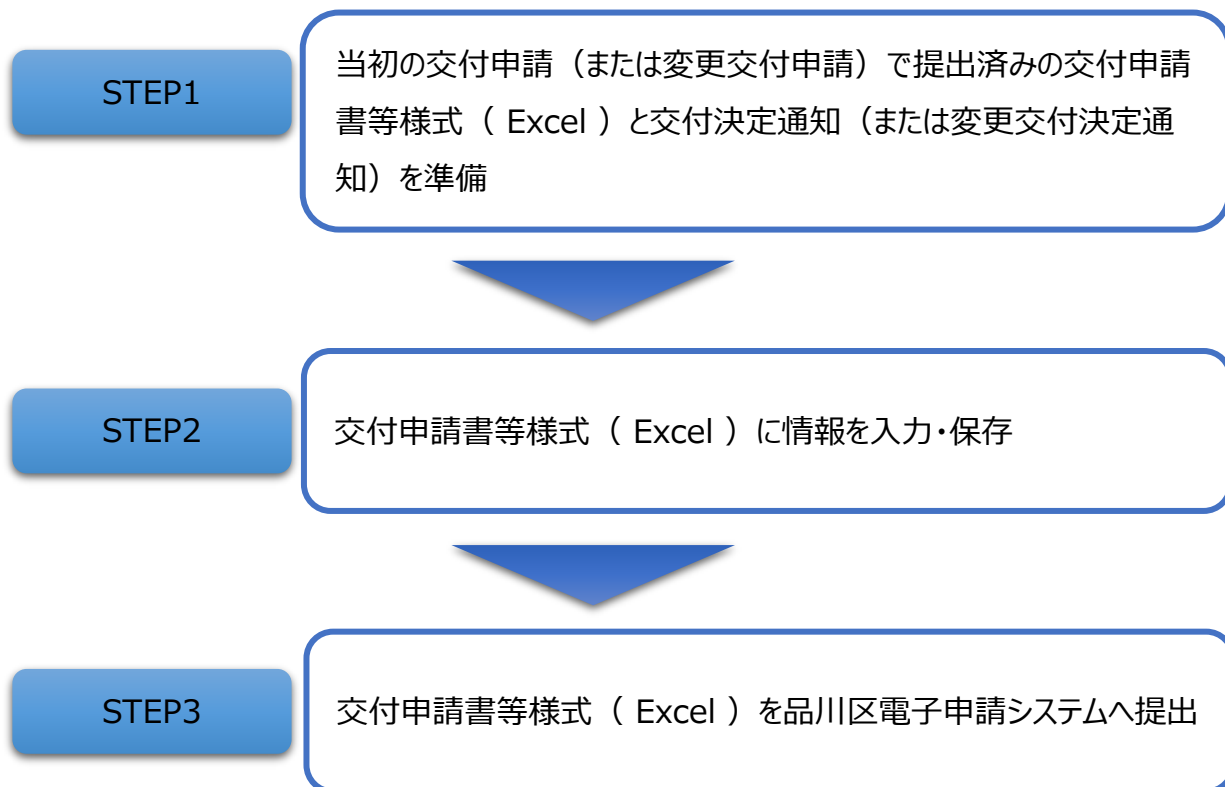 STEP1
当初の交付申請（または変更交付申請）で提出済みの交付申請
書等様式（ Excel ）と交付決定通知（または変更交付決定通
知）を準備
STEP2
交付申請書等様式（ Excel ）に情報を入力・保存
STEP3
交付申請書等様式（ Excel ）を品川区電子申請システムへ提出